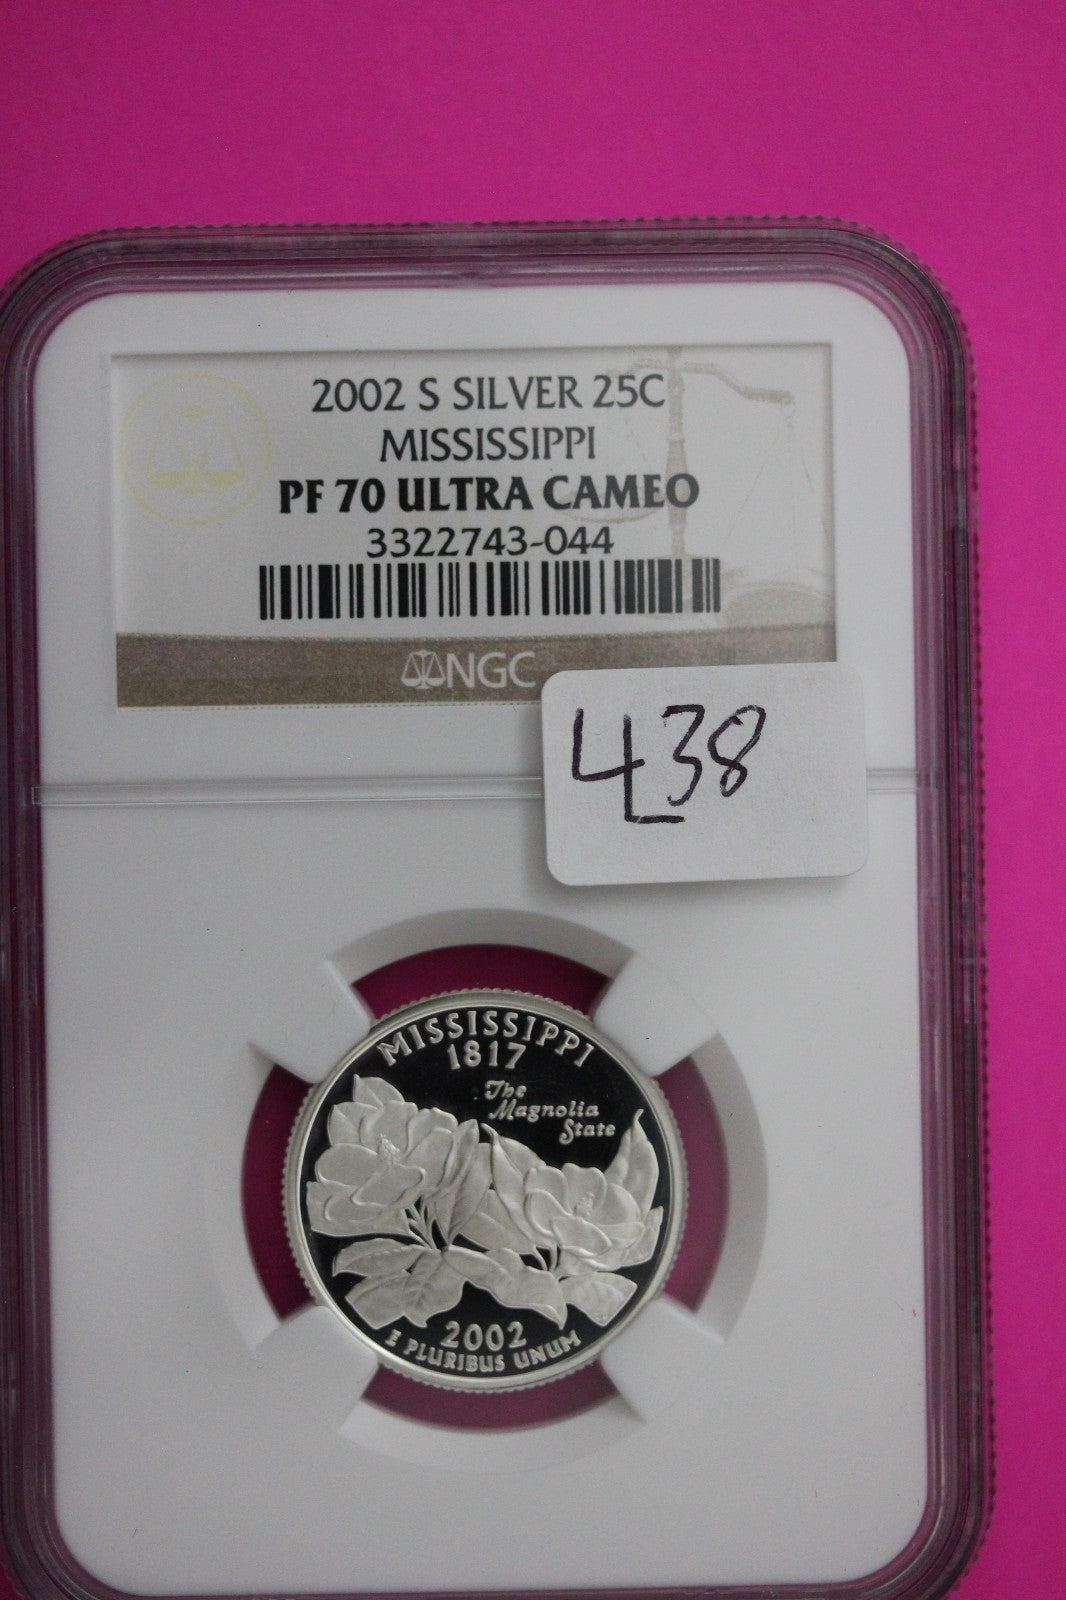 2002 S SILVER 25C
MISSISSIPPI
PF 70 ULTRA CAMEO
3322743-044
NGC
438
MISSISSIPPI
1817
The
Magnolia
State
2002
E PLURIBUS UNUM